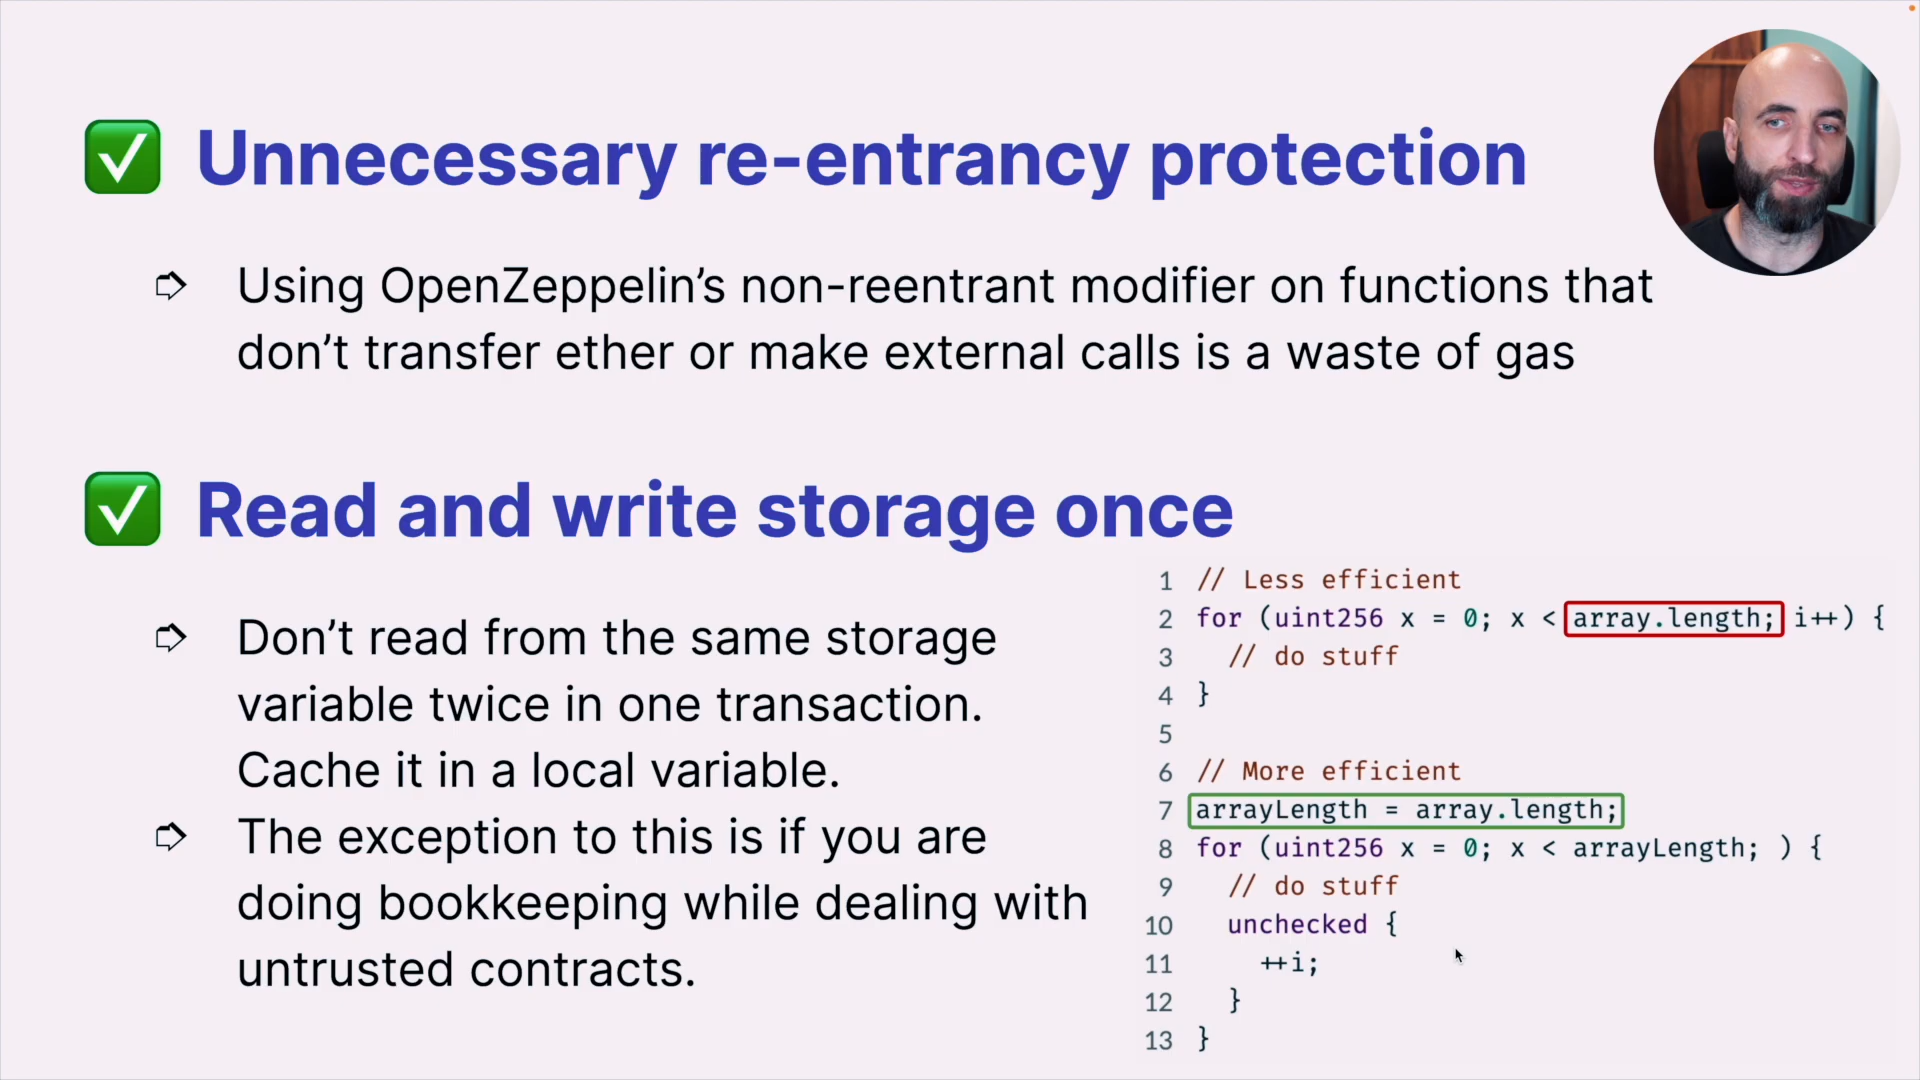 Unnecessary re-entrancy protection
Using OpenZeppelin’s non-reentrant modifier on functions that
don’t transfer ether or make external calls is a waste of gas
Read and write storage once
Don’t read from the same storage
variable twice in one transaction.
Cache it in a local variable.
The exception to this is if you are
doing bookkeeping while dealing with
untrusted contracts.
1 // Less efficient
2 for (uint256 x = 0; x < array.length; i++) {
3 // do stuff
4 }
5
6 // More efficient
7 arrayLength = array.length;
8 for (uint256 x = 0; x < arrayLength; ) {
9 // do stuff
10 unchecked {
11 ++i;
12 }
13 }